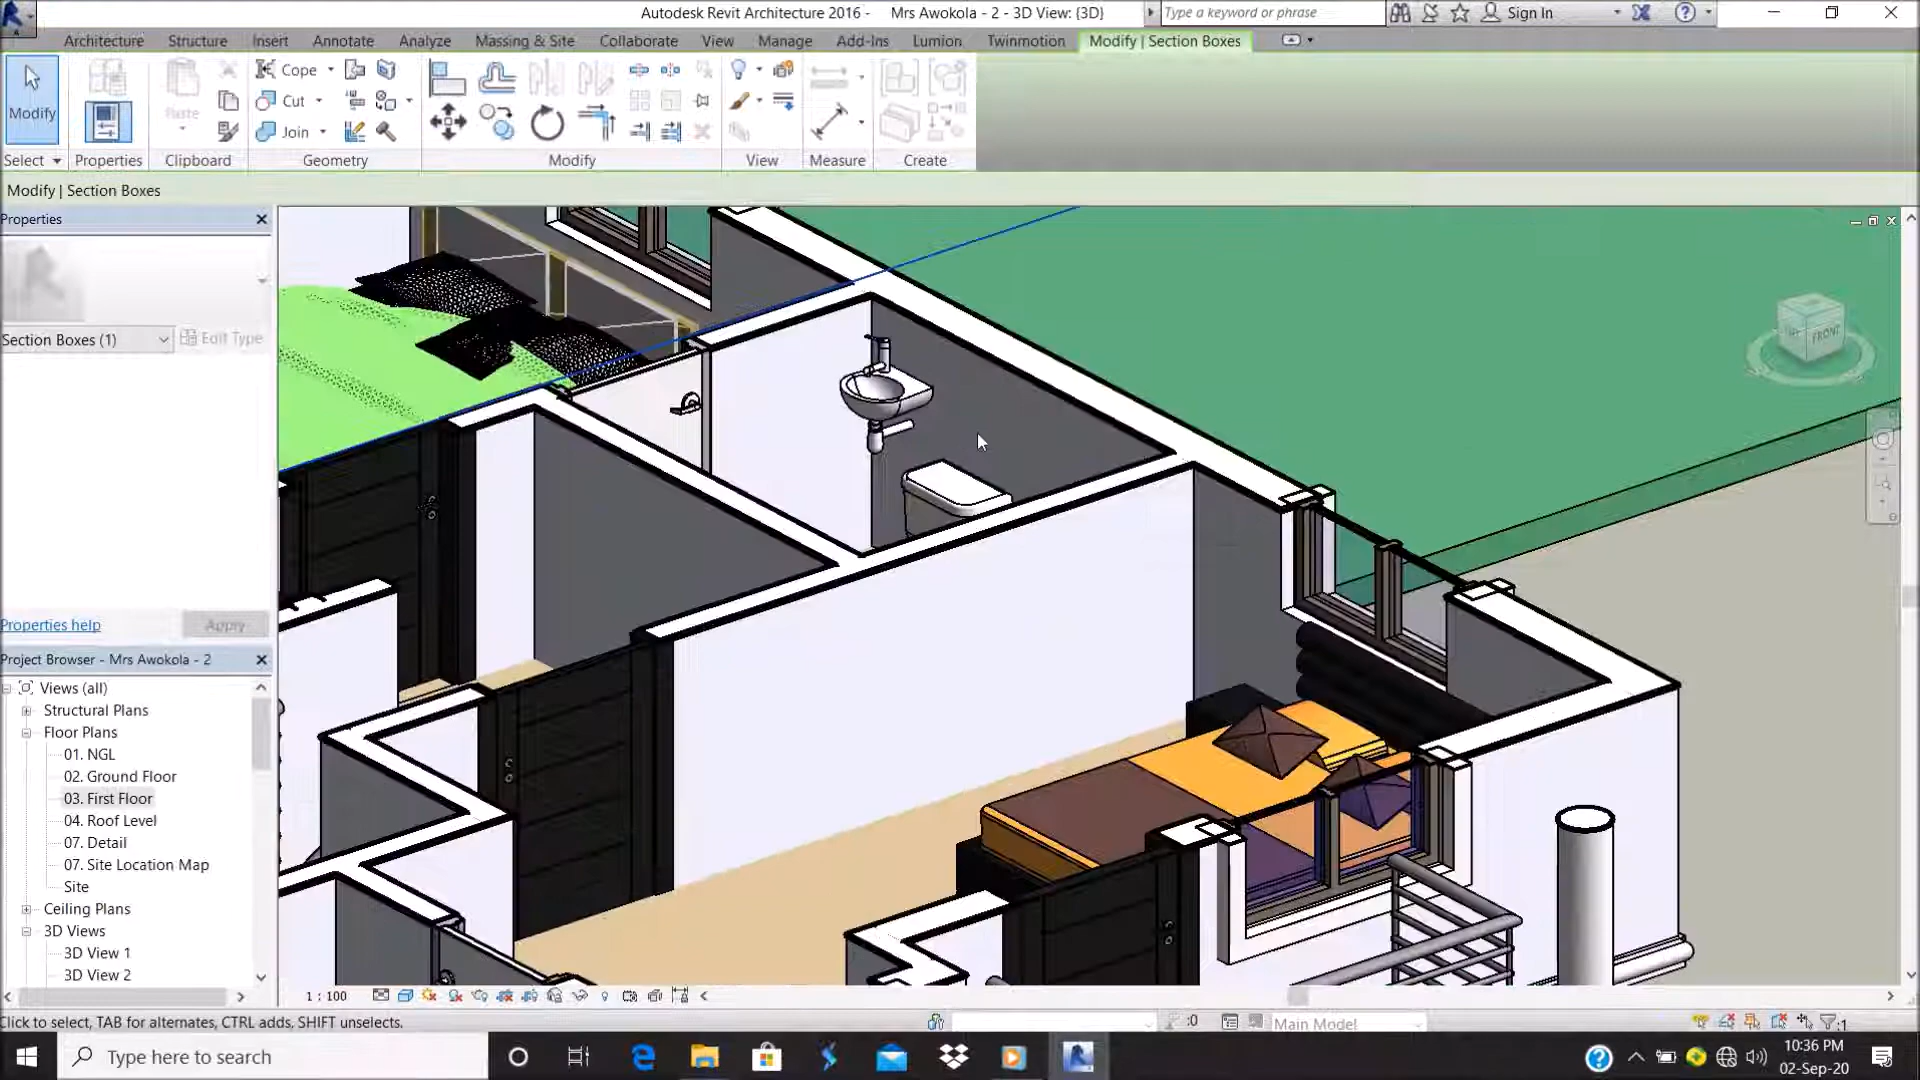 Autodesk Revit Architecture 2016 - Mrs Awokola - 2 - 3D View: {3D}
Type a keyword or phrase
Sign In
Architecture Structure Insert Annotate Analyze Massing & Site Collaborate View Manage Add-Ins Lumion Twinmotion Modify | Section Boxes
Modify
Paste
Cope
Cut
Join
Select Properties Clipboard Geometry Modify View Measure Create
Modify | Section Boxes
Properties
Section Boxes (1)
Edit Type
FRONT
Properties help
Apply
Project Browser - Mrs Awokola - 2
Views (all)
Structural Plans
Floor Plans
01. NGL
02. Ground Floor
03. First Floor
04. Roof Level
07. Detail
07. Site Location Map
Site
Ceiling Plans
3D Views
3D View 1
3D View 2
1 : 100
Click to select, TAB for alternates, CTRL adds, SHIFT unselects.
:0
Main Model
:1
Type here to search
10:36 PM
02-Sep-20